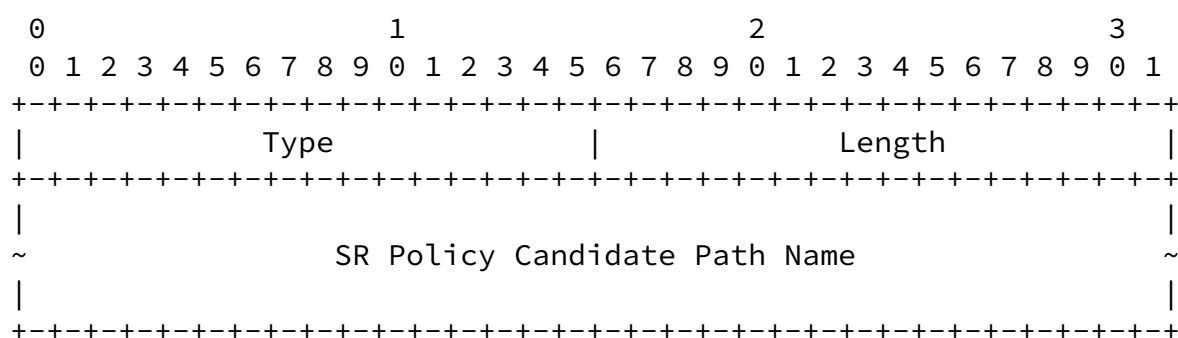 0                   1                   2                   3
 0 1 2 3 4 5 6 7 8 9 0 1 2 3 4 5 6 7 8 9 0 1 2 3 4 5 6 7 8 9 0 1
+-+-+-+-+-+-+-+-+-+-+-+-+-+-+-+-+-+-+-+-+-+-+-+-+-+-+-+-+-+-+-+-+
|             Type              |             Length            |
+-+-+-+-+-+-+-+-+-+-+-+-+-+-+-+-+-+-+-+-+-+-+-+-+-+-+-+-+-+-+-+-+
|                                                               |
~                 SR Policy Candidate Path Name                 ~
|                                                               |
+-+-+-+-+-+-+-+-+-+-+-+-+-+-+-+-+-+-+-+-+-+-+-+-+-+-+-+-+-+-+-+-+